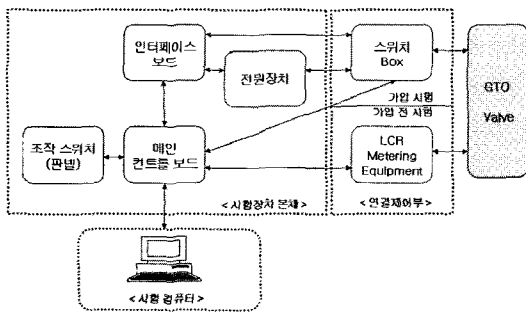 인터페이스
보드
스위치
Box
전원장치
GTO
Valve
가압 시험
가압 전 시험
조작 스위치
(판넬)
메인
컨트롤 보드
LCR
Metering
Equipment
< 시험장치 본체 >
< 연결제어부 >
< 시험 컴퓨터 >